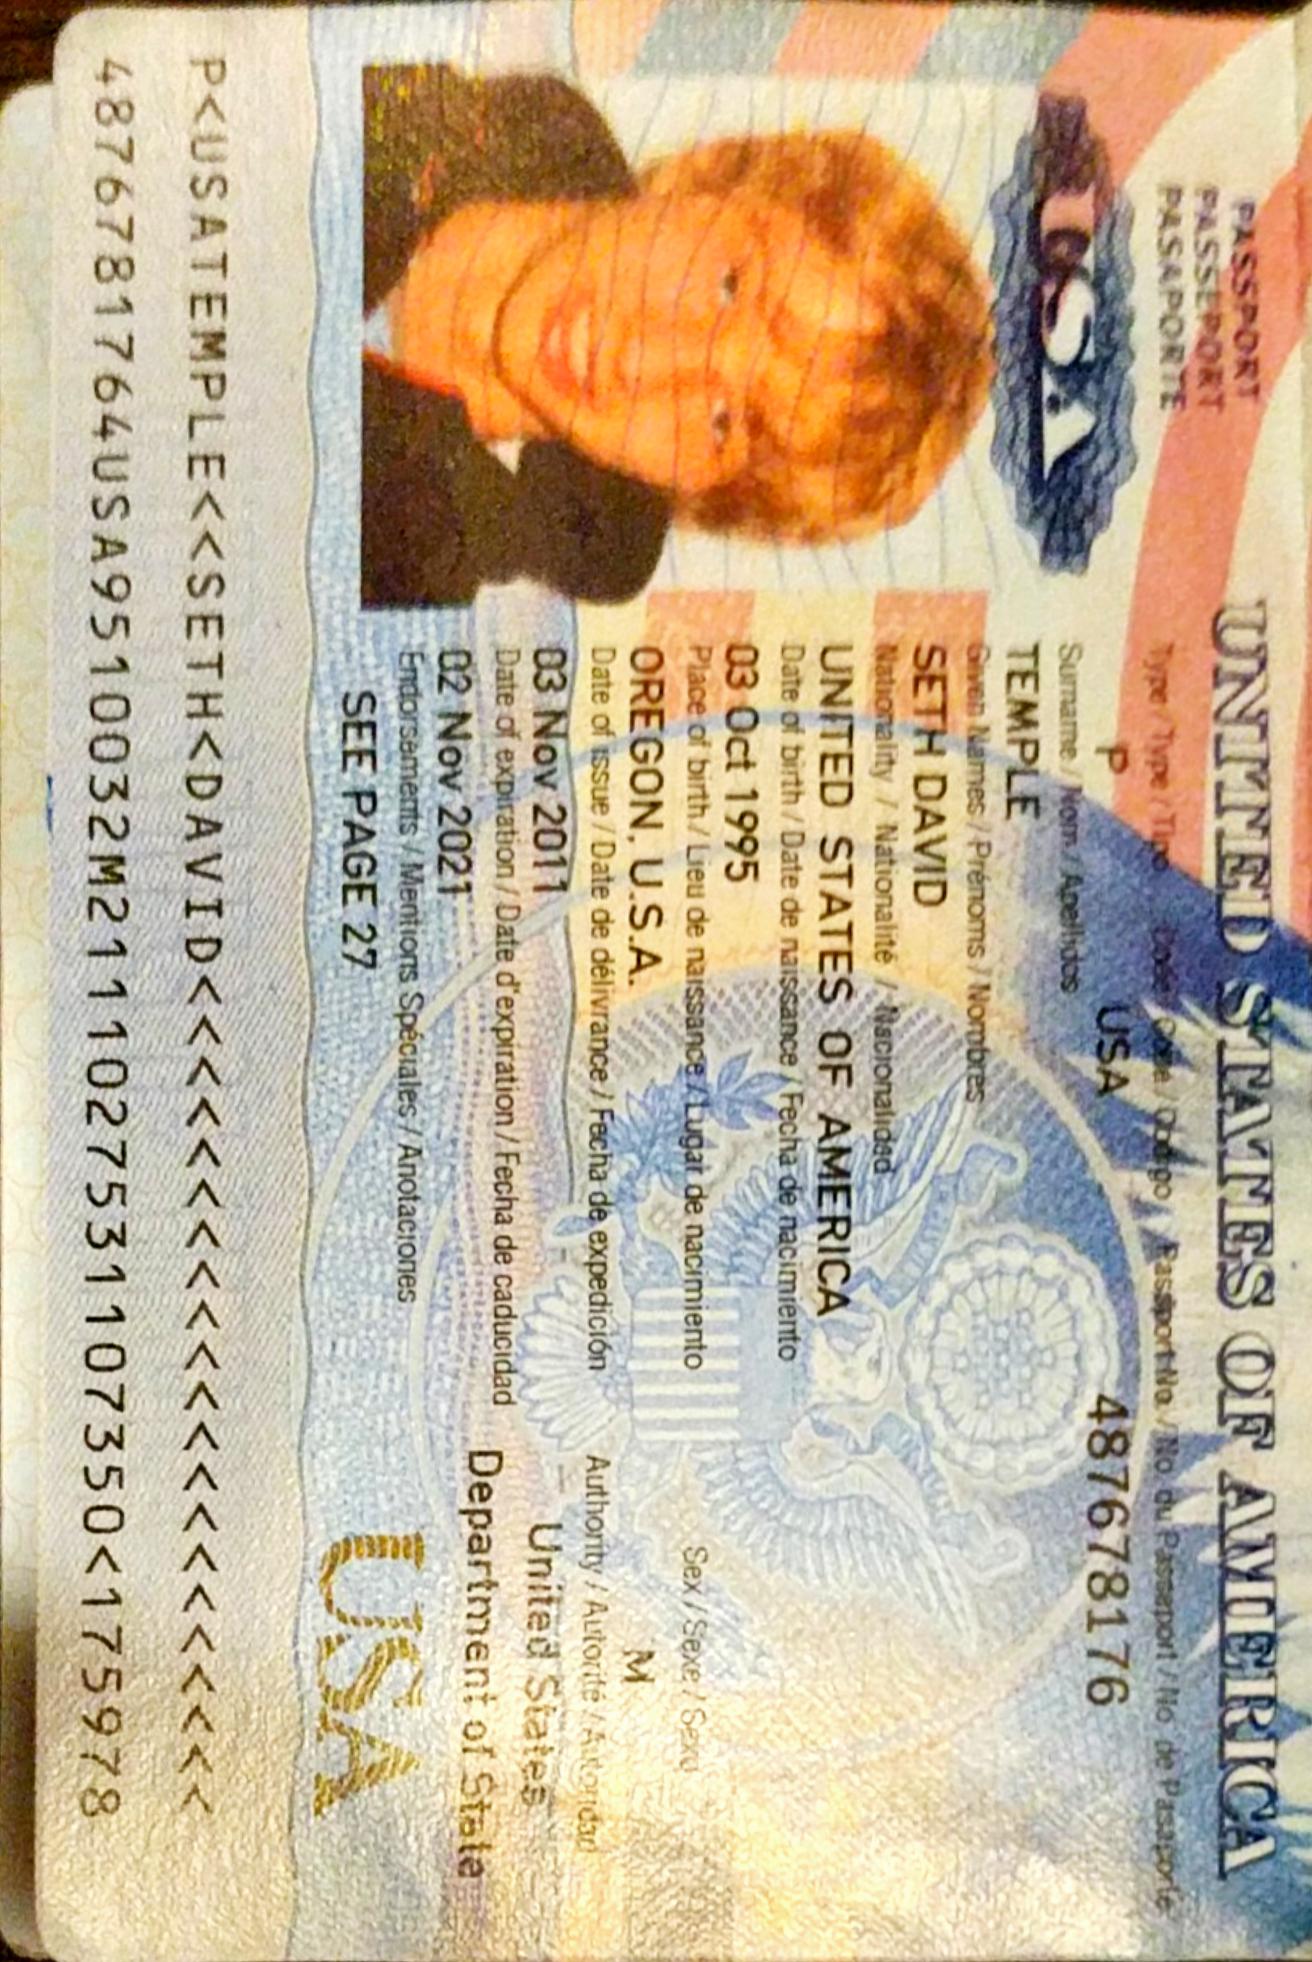 PASSPORT
PASSEPORT
PASAPORTE
USA
UNITED STATES OF AMERICA
Type / Type / Tipo Code / Code / Código Passport No. / No. du Passeport / No. de Pasaporte
P USA 487678176
Surname / Nom / Apellidos
TEMPLE
Given Names / Prénoms / Nombres
SETH DAVID
Nationality / Nationalité / Nacionalidad
UNITED STATES OF AMERICA
Date of birth / Date de naissance / Fecha de nacimiento
03 Oct 1995
Place of birth / Lieu de naissance / Lugar de nacimiento Sex / Sexe / Sexo
OREGON, U.S.A. M
Date of issue / Date de délivrance / Fecha de expedición Authority / Autorité / Autoridad
03 Nov 2011 United States
Date of expiration / Date d'expiration / Fecha de caducidad Department of State
02 Nov 2021
Endorsements / Mentions Spéciales / Anotaciones
SEE PAGE 27
USA
P<USATEMPLE<<SETH<DAVID<<<<<<<<<<<<<<<<<<<<<
4876781764USA9510032M2111027531107350<175978